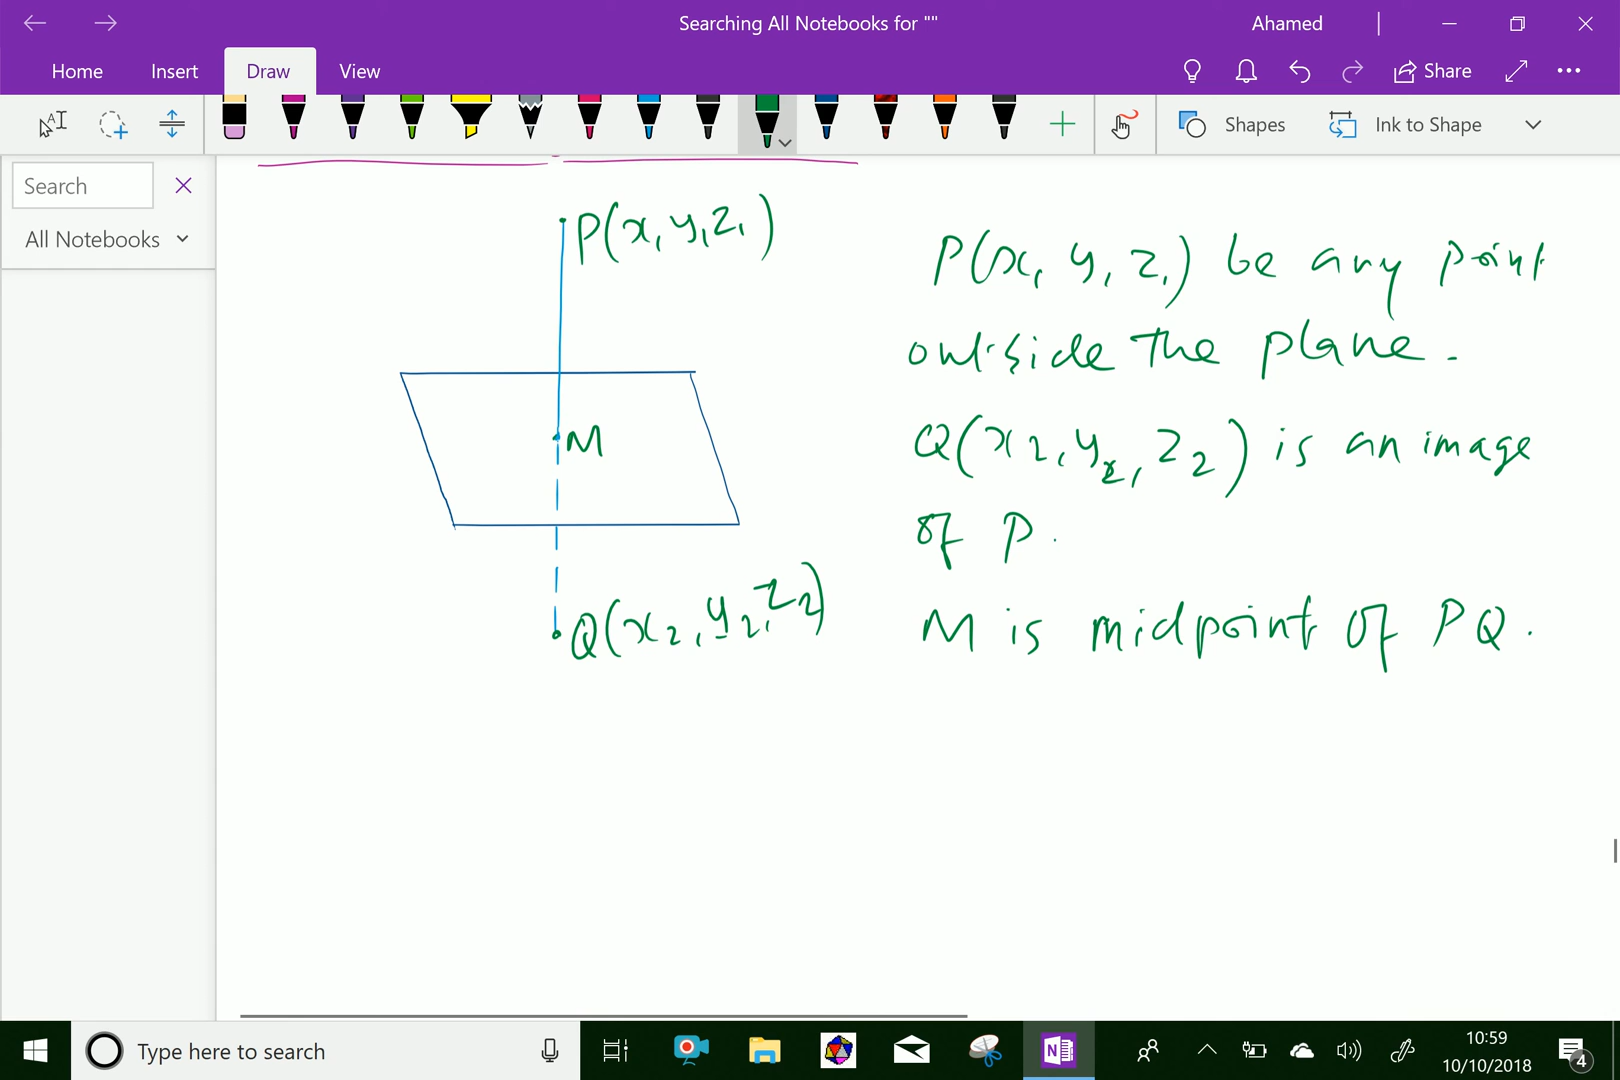 Searching All Notebooks for ""
Ahamed
Home Insert Draw View
Share
Shapes
Ink to Shape
Search
All Notebooks
P(x₁ y₁ z₁)
M
Q(x₂, y₂, z₂)
P(x₁ y₁ z₁) be any point
outside the plane.
Q(x₂, y₂, z₂) is an image
of P.
M is midpoint of PQ.
Type here to search
10:59
10/10/2018
4